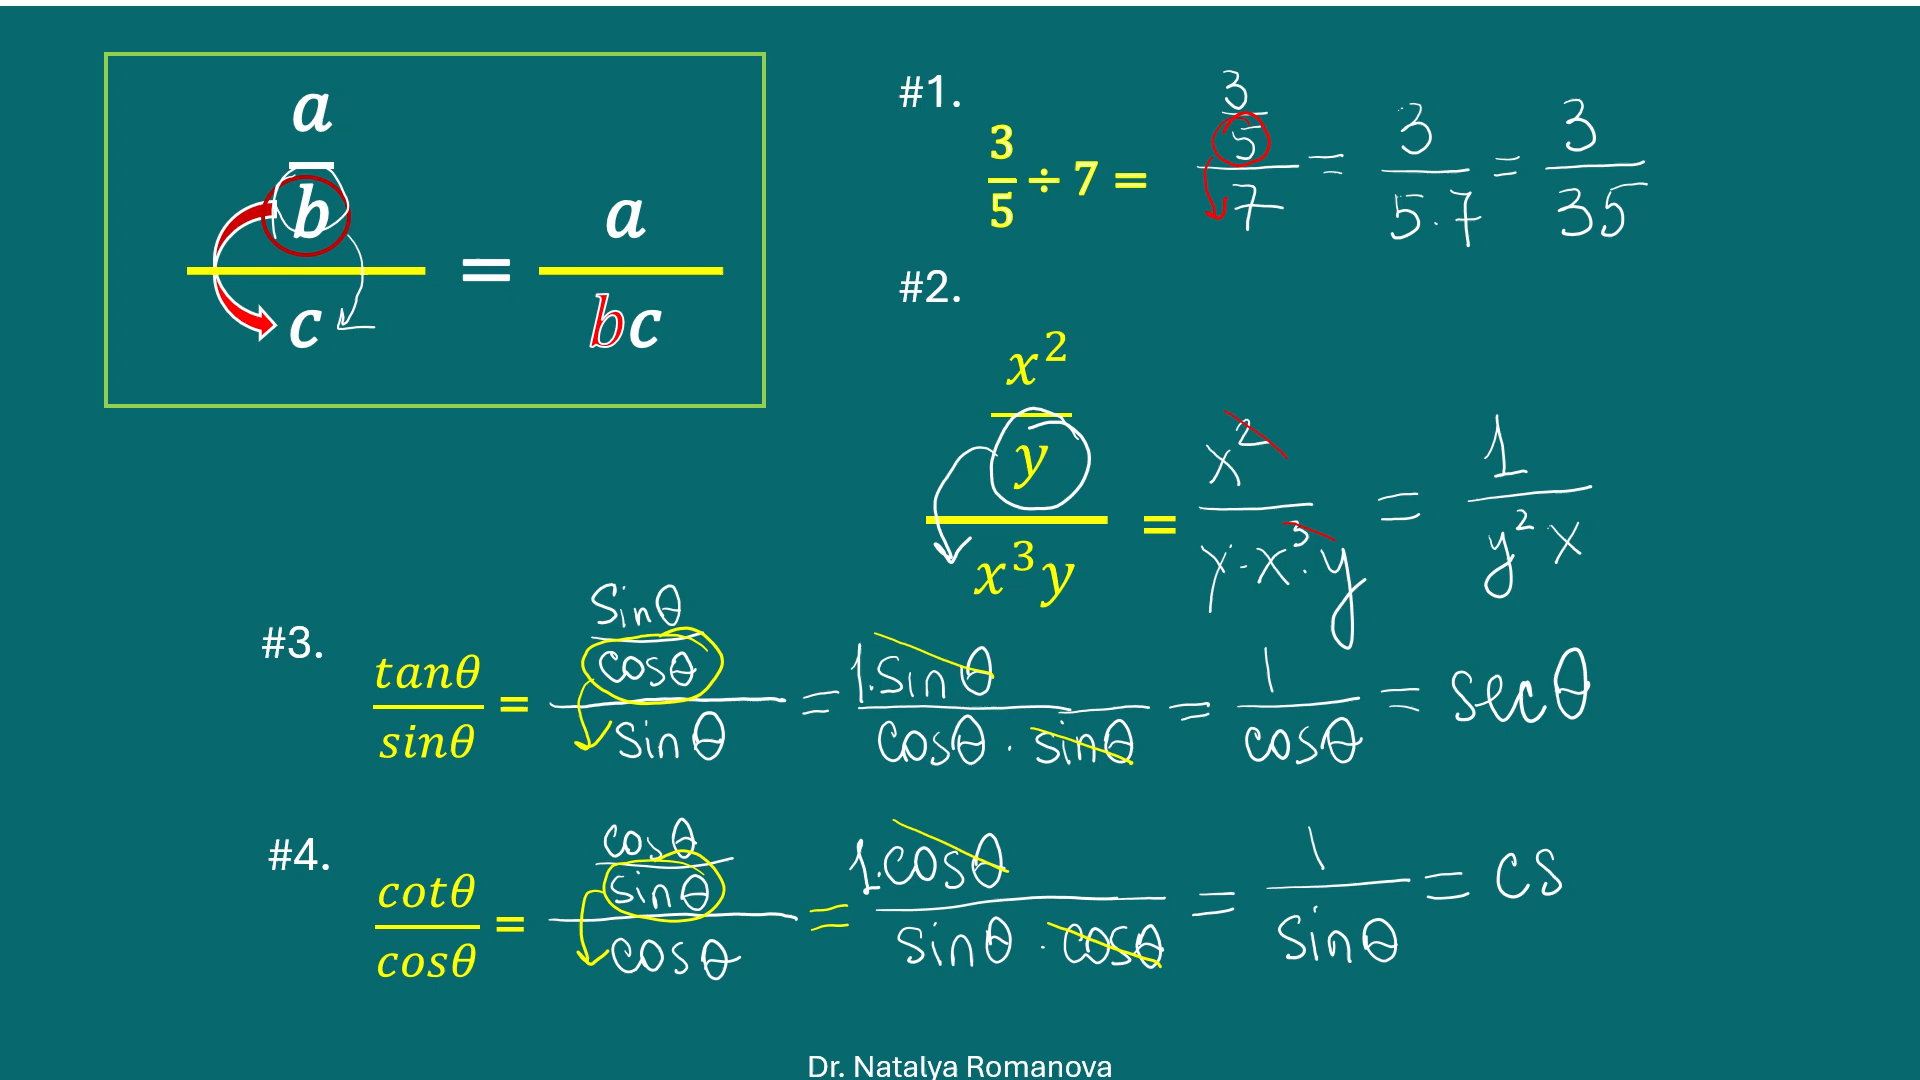 a/b / c = a / bc
#1.
3/5 ÷ 7 = 3/5 / 7 = 3 / 5·7 = 3/35
#2.
x²/y / x³y = x² / y·x³·y = 1 / y²x
#3.
tanθ / sinθ = sinθ/cosθ / sinθ = 1·sinθ / cosθ · sinθ = 1 / cosθ = secθ
#4.
cotθ / cosθ = cosθ/sinθ / cosθ = 1·cosθ / sinθ · cosθ = 1 / sinθ = cs
Dr. Natalya Romanova